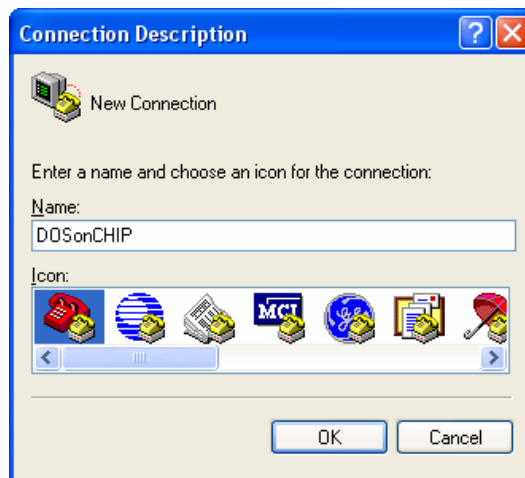 Connection Description
New Connection
Enter a name and choose an icon for the connection:
Name:
DOSonCHIP
Icon:
MCI
OK Cancel